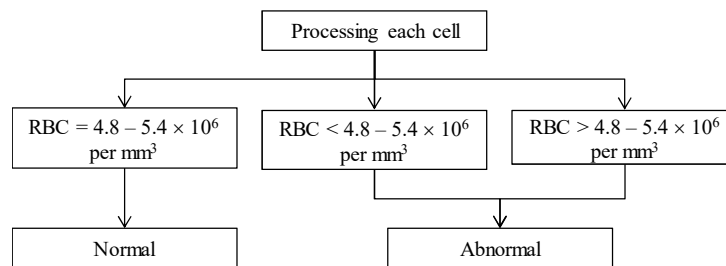 Processing each cell
RBC = 4.8 – 5.4 × 10⁶
per mm³
RBC < 4.8 – 5.4 × 10⁶
per mm³
RBC > 4.8 – 5.4 × 10⁶
per mm³
Normal
Abnormal